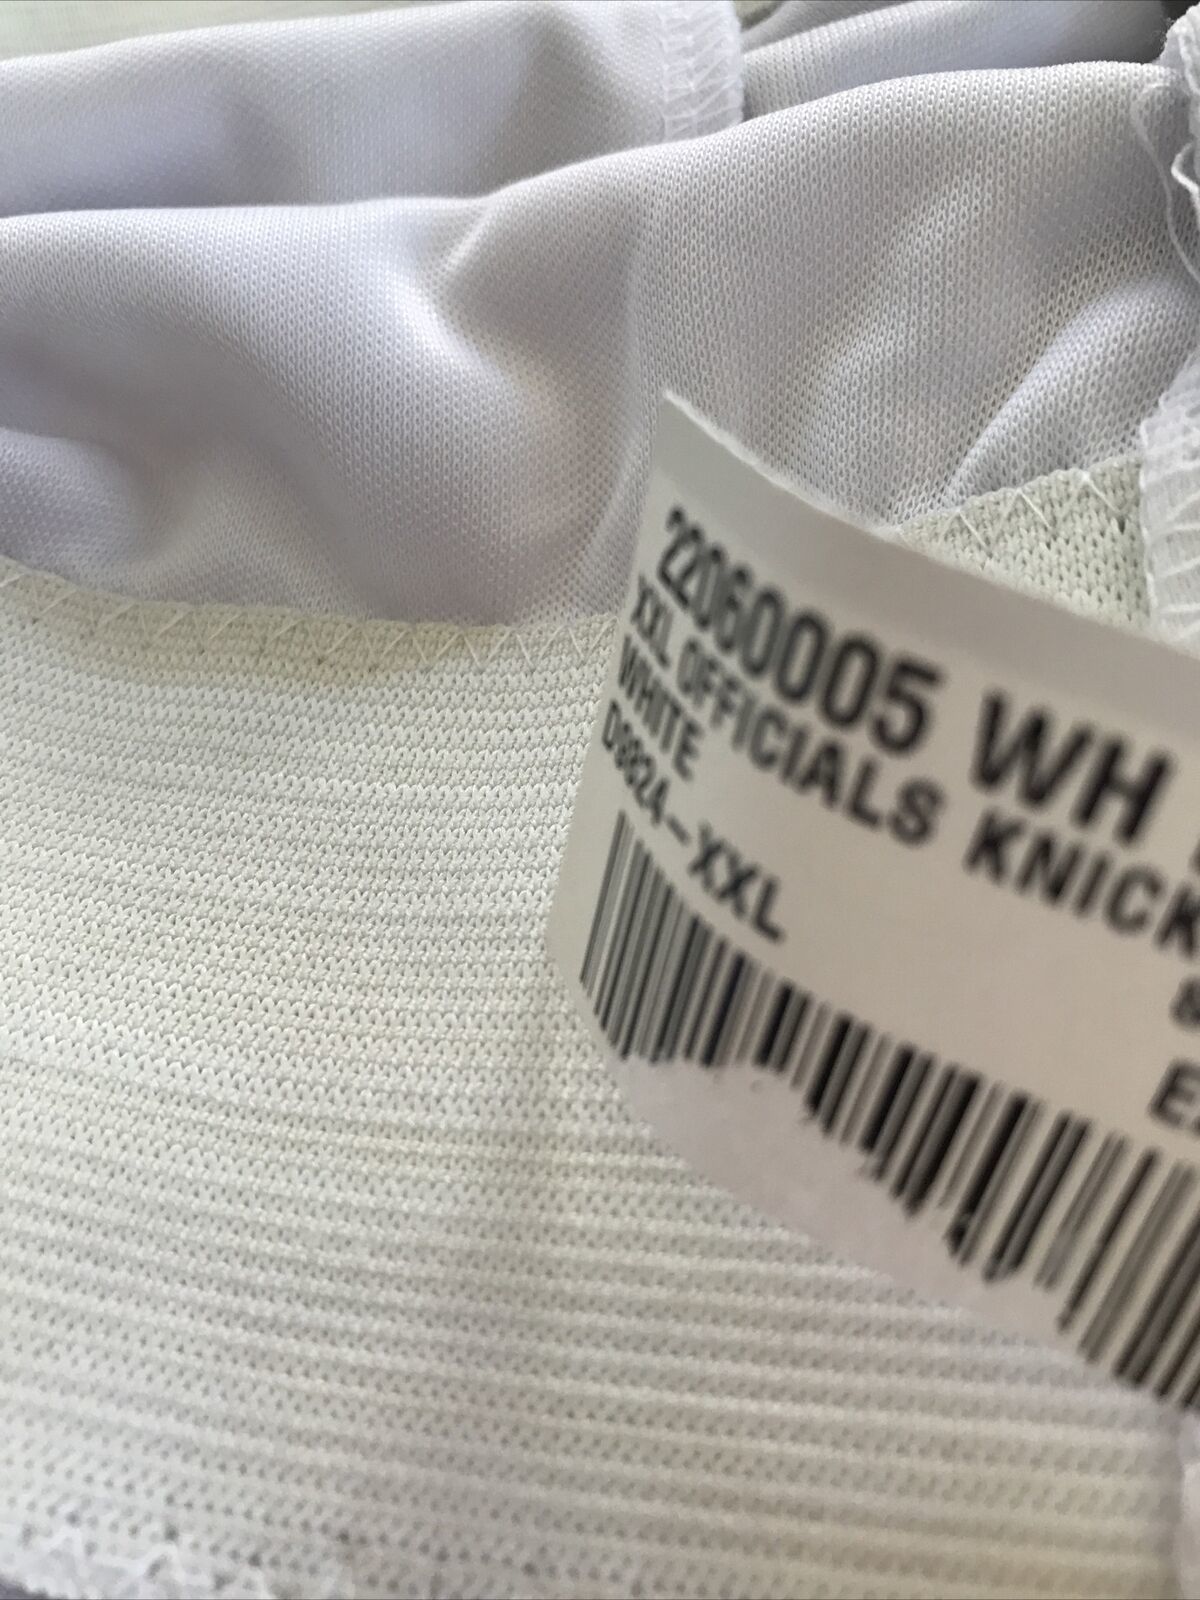 22060005 WH
XXL OFFICIALS KNICK
WHITE
D8824-XXL